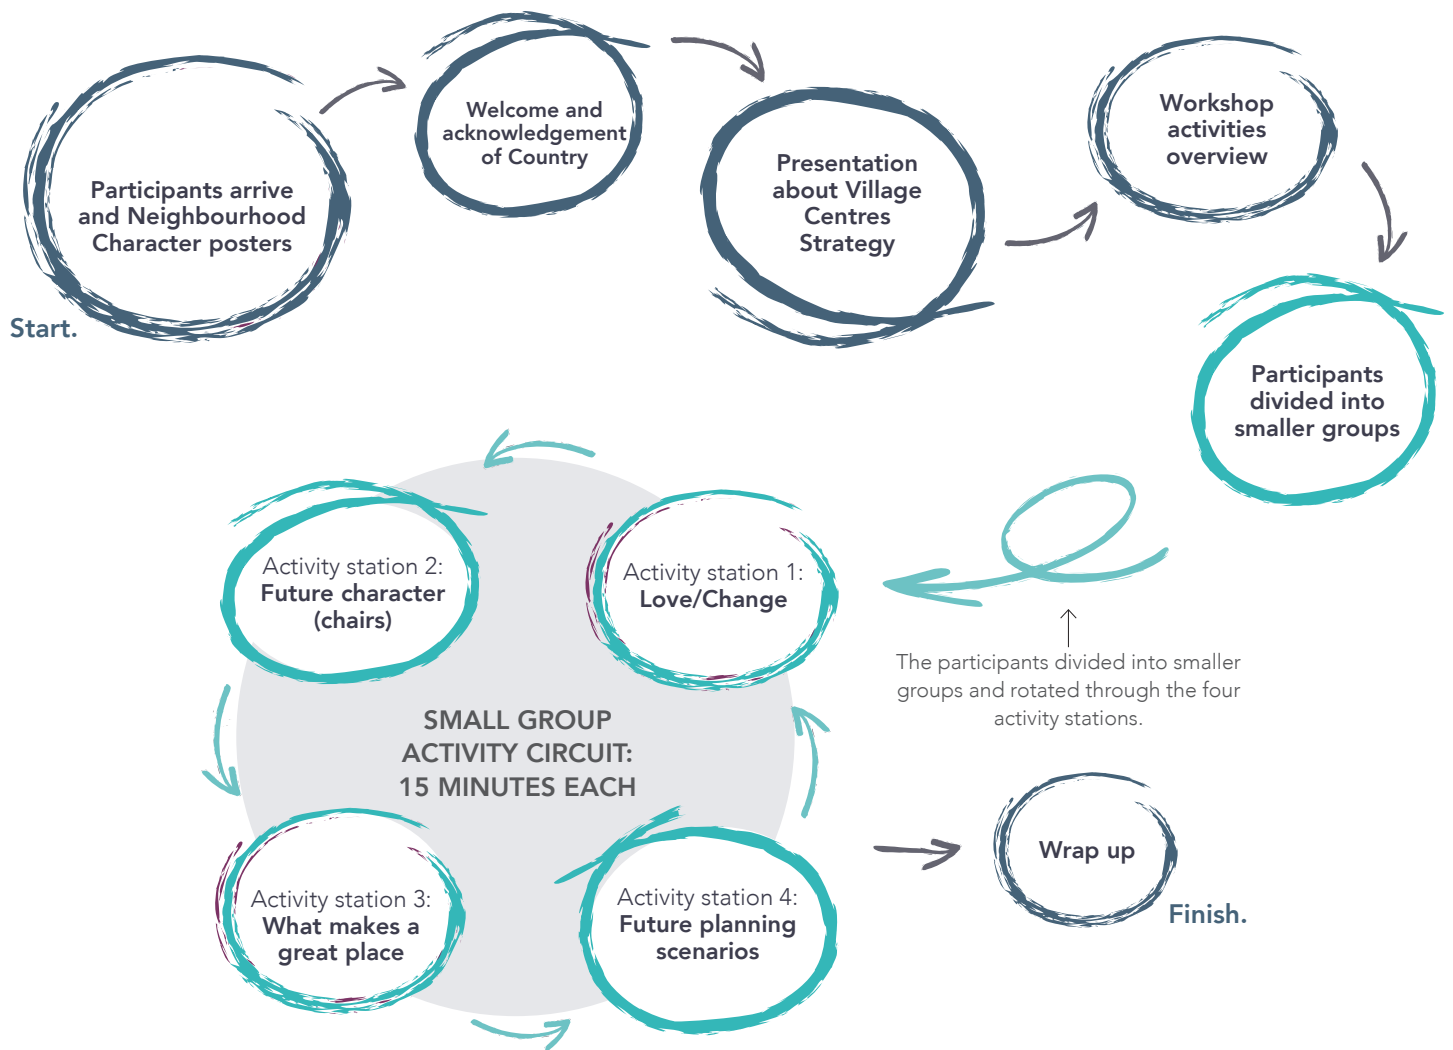 Participants arrive
and Neighbourhood
Character posters
Start.
Welcome and
acknowledgement
of Country
Presentation
about Village
Centres
Strategy
Workshop
activities
overview
Participants
divided into
smaller groups
The participants divided into smaller
groups and rotated through the four
activity stations.
SMALL GROUP
ACTIVITY CIRCUIT:
15 MINUTES EACH
Activity station 1:
Love/Change
Activity station 2:
Future character
(chairs)
Activity station 3:
What makes a
great place
Activity station 4:
Future planning
scenarios
Wrap up
Finish.